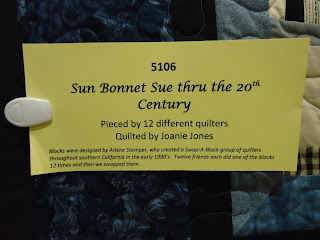 5106
Sun Bonnet Sue thru the 20th
Century
Pieced by 12 different quilters
Quilted by Joanie Jones
Blocks were designed by Arlene Stamper, who created a Swap-A-Block group of quilters
throughout southern California in the early 1990's. Twelve friends each did one of the blocks
12 times and then we swapped them.